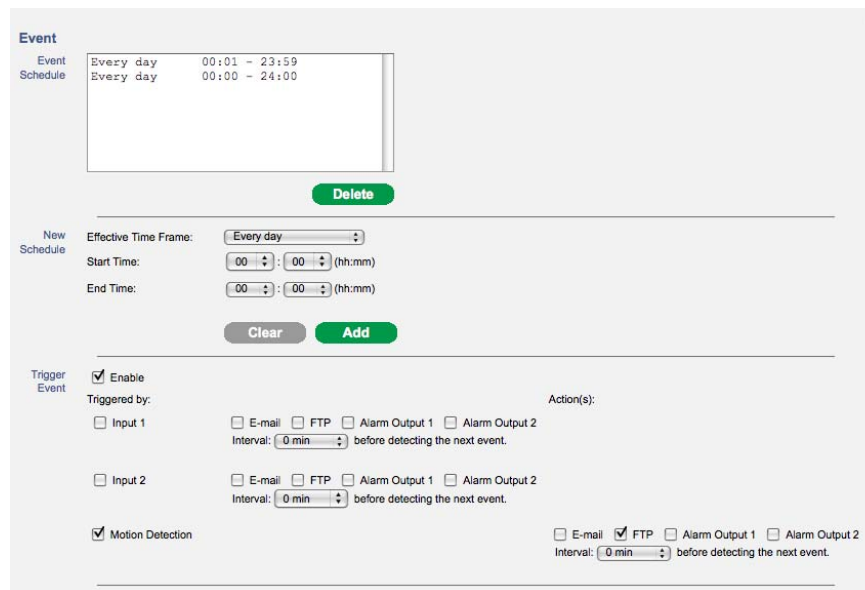 Event
Event Schedule
Every day 00:01 - 23:59
Every day 00:00 - 24:00
Delete
New Schedule
Effective Time Frame: Every day
Start Time: 00 : 00 (hh:mm)
End Time: 00 : 00 (hh:mm)
Clear Add
Trigger Event
Enable
Triggered by: Action(s):
Input 1 E-mail FTP Alarm Output 1 Alarm Output 2
Interval: 0 min before detecting the next event.
Input 2 E-mail FTP Alarm Output 1 Alarm Output 2
Interval: 0 min before detecting the next event.
Motion Detection E-mail FTP Alarm Output 1 Alarm Output 2
Interval: 0 min before detecting the next event.